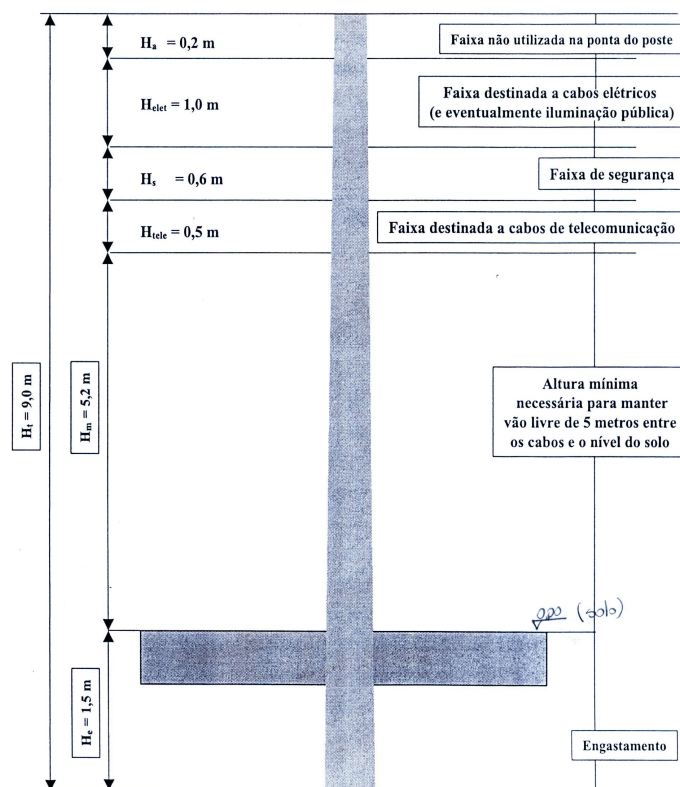 Hₐ = 0,2 m
Faixa não utilizada na ponta do poste
Hₑₗₑₜ = 1,0 m
Faixa destinada a cabos elétricos
(e eventualmente iluminação pública)
Hₛ = 0,6 m
Faixa de segurança
Hₜₑₗₑ = 0,5 m
Faixa destinada a cabos de telecomunicação
Hₜ = 9,0 m
Hₘ = 5,2 m
Altura mínima
necessária para manter
vão livre de 5 metros entre
os cabos e o nível do solo
(solo)
Hₑ = 1,5 m
Engastamento